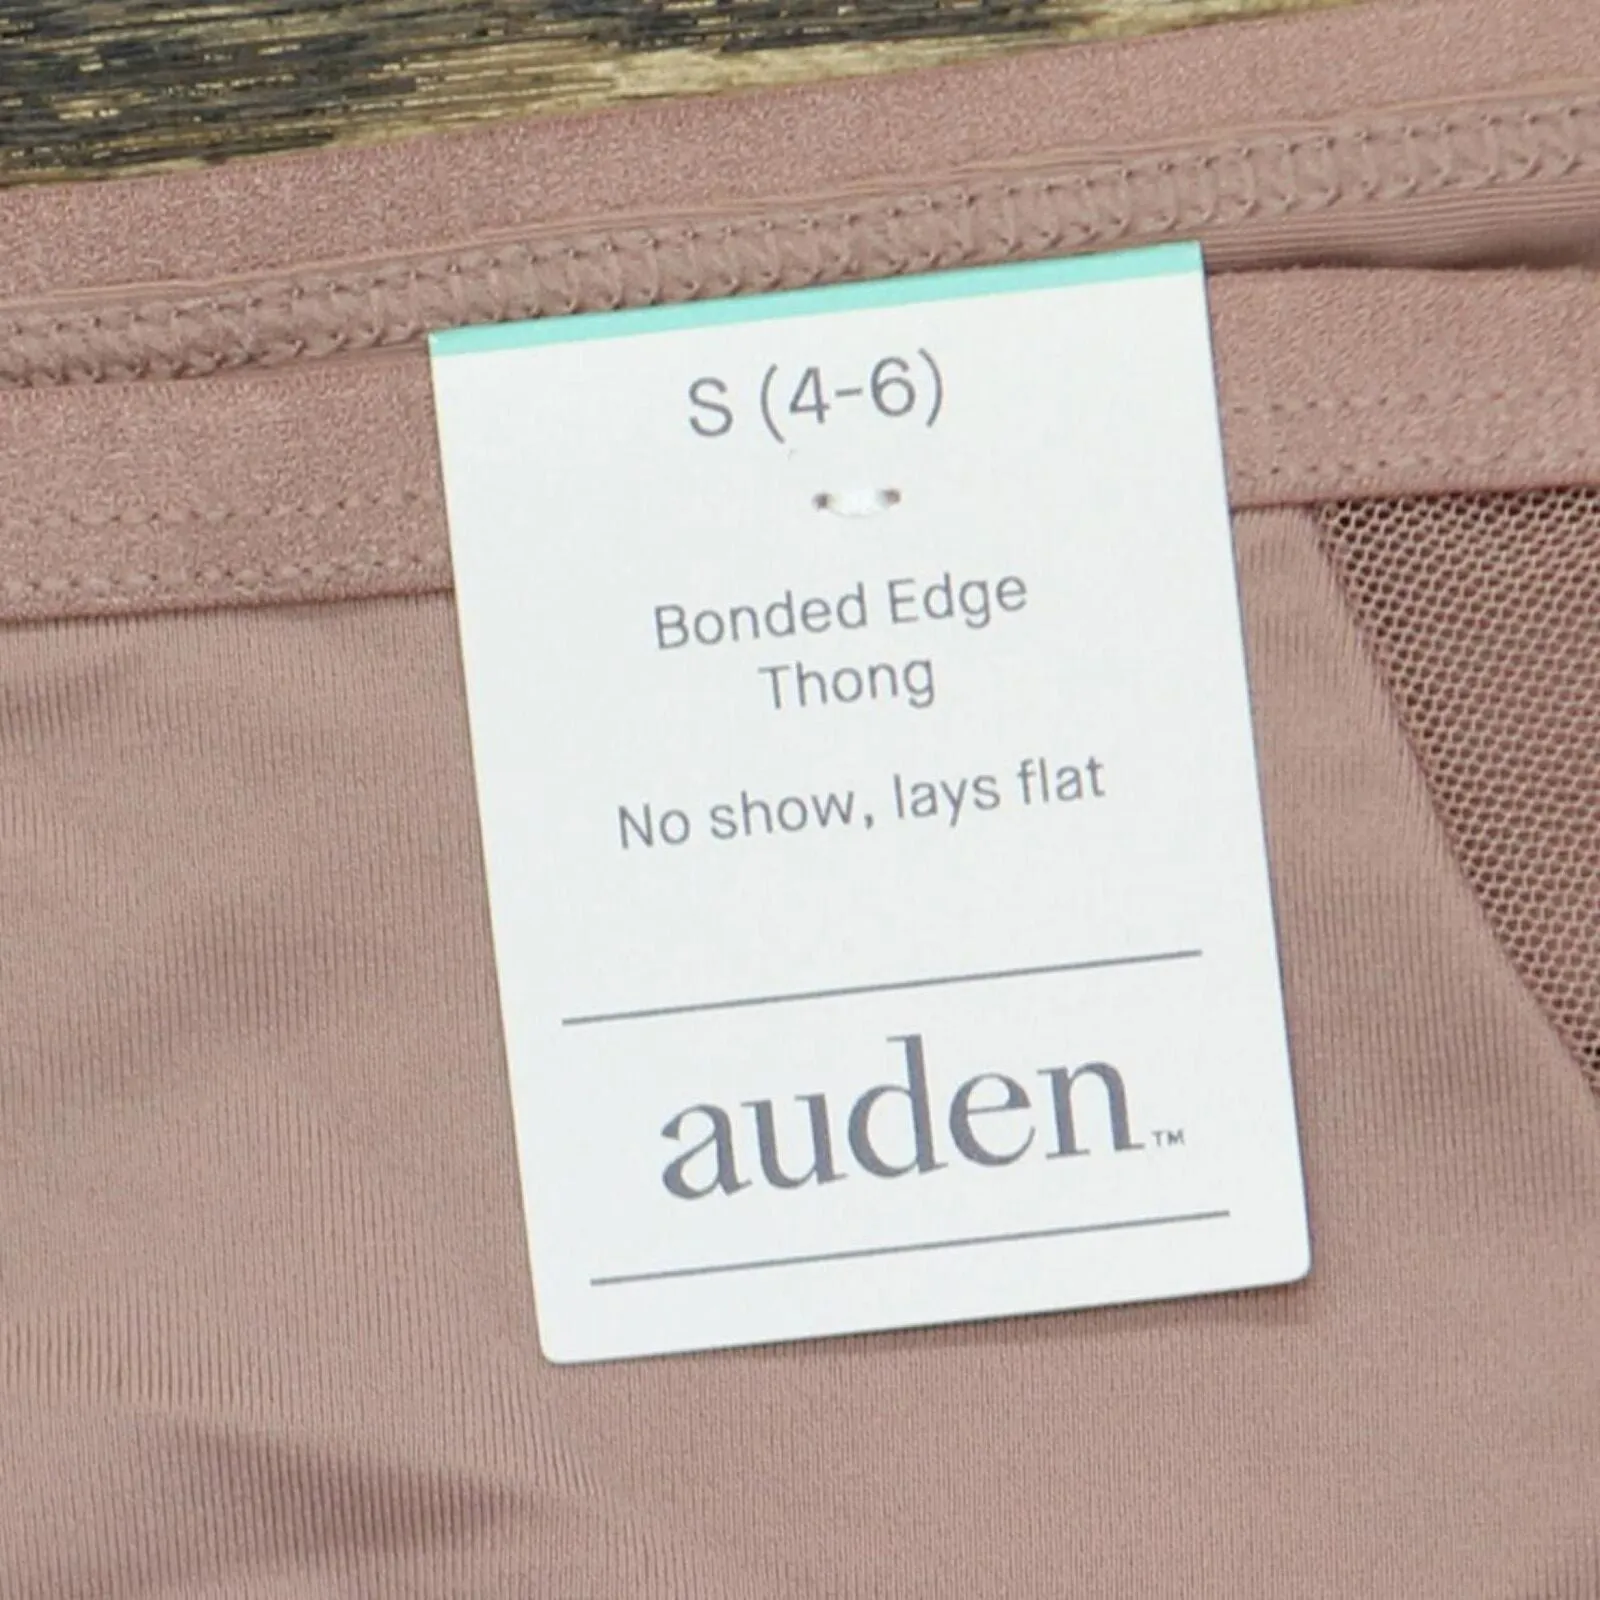 S (4-6)
Bonded Edge
Thong
No show, lays flat
auden™